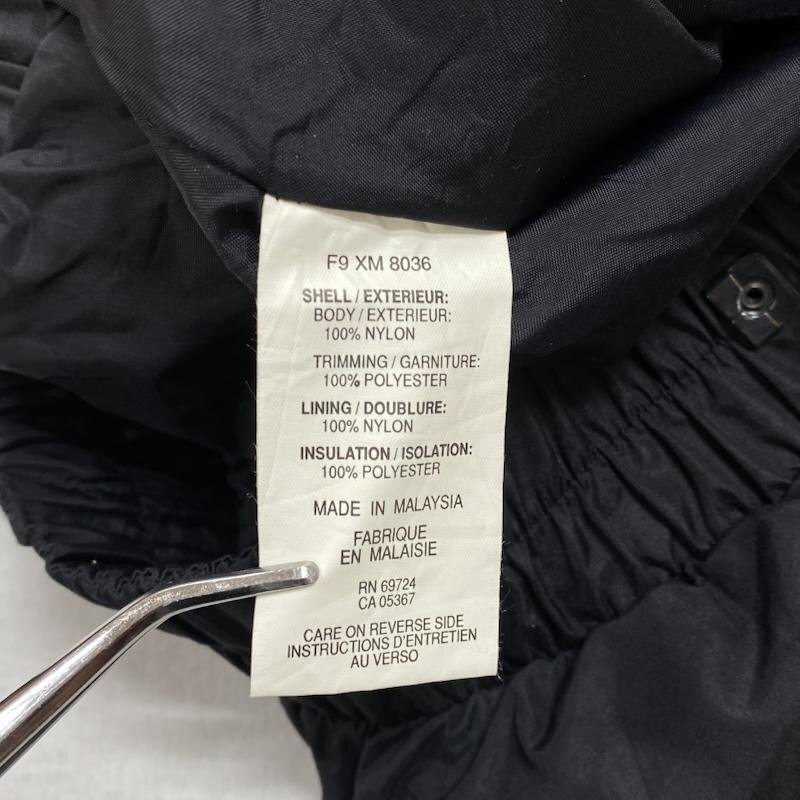 F9 XM 8036
SHELL / EXTERIEUR:
BODY / EXTERIEUR:
100% NYLON
TRIMMING / GARNITURE:
100% POLYESTER
LINING / DOUBLURE:
100% NYLON
INSULATION / ISOLATION:
100% POLYESTER
MADE IN MALAYSIA
FABRIQUE
EN MALAISIE
RN 69724
CA 05367
CARE ON REVERSE SIDE
INSTRUCTIONS D'ENTRETIEN
AU VERSO